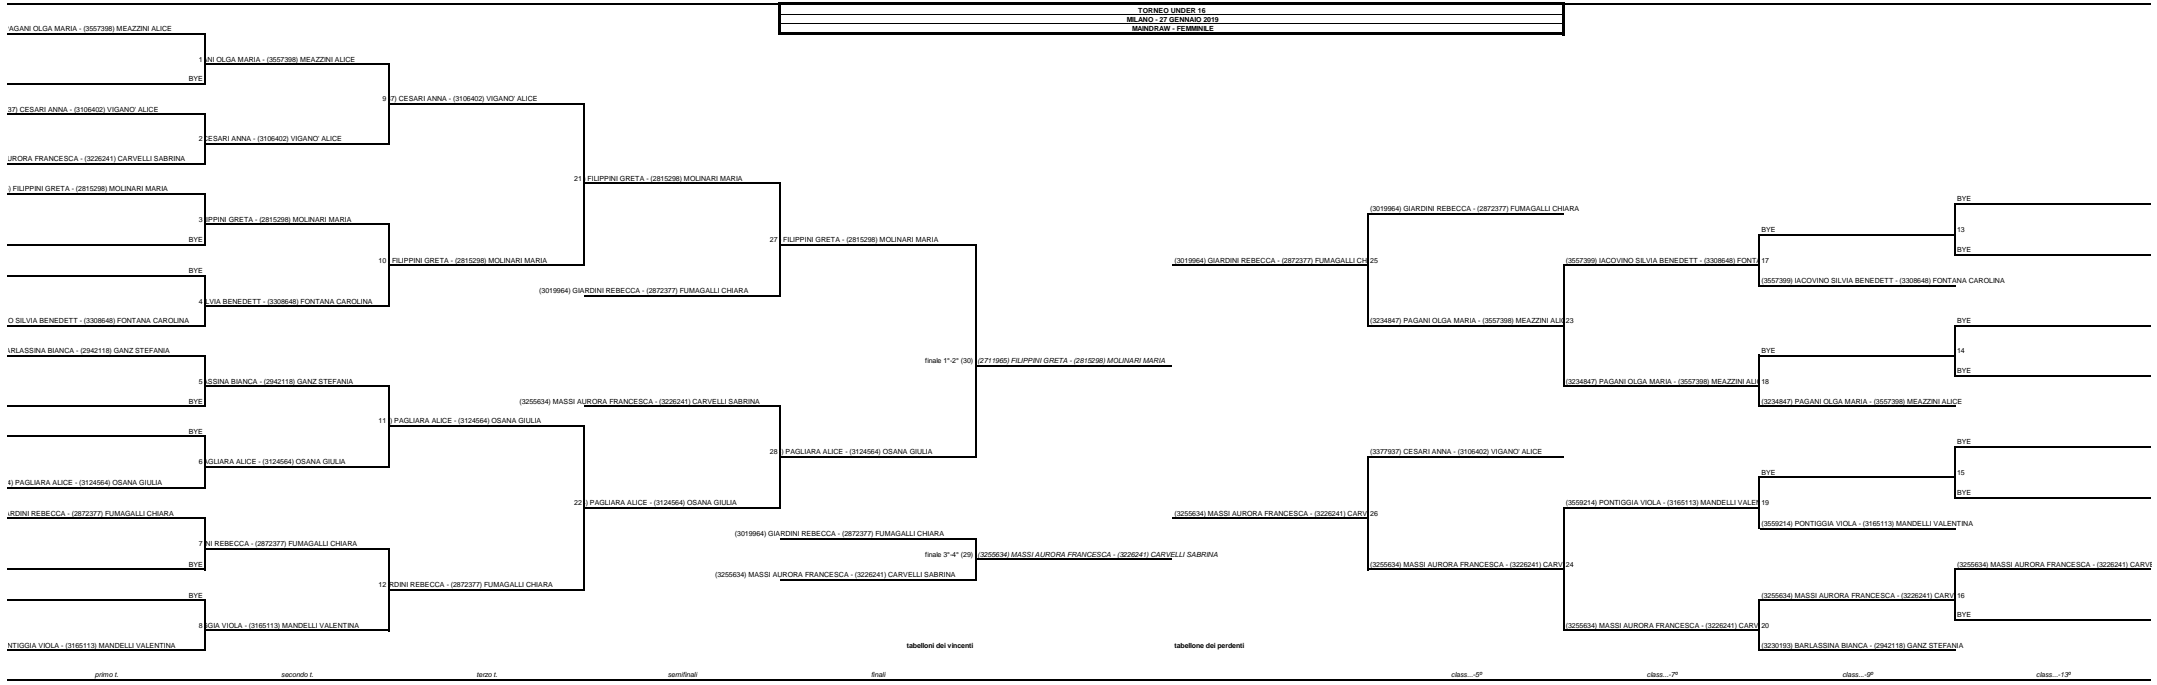 TORNEO UNDER 16
MILANO - 27 GENNAIO 2019
MAINDRAW - FEMMINILE
PAGANI OLGA MARIA - (3557398) MEAZZINI ALICE
1 ANI OLGA MARIA - (3557398) MEAZZINI ALICE
BYE
9 7) CESARI ANNA - (3106402) VIGANO' ALICE
37) CESARI ANNA - (3106402) VIGANO' ALICE
2 CESARI ANNA - (3106402) VIGANO' ALICE
URORA FRANCESCA - (3226241) CARVELLI SABRINA
21 FILIPPINI GRETA - (2815298) MOLINARI MARIA
) FILIPPINI GRETA - (2815298) MOLINARI MARIA
3 IPPINI GRETA - (2815298) MOLINARI MARIA
BYE
27 FILIPPINI GRETA - (2815298) MOLINARI MARIA
10 FILIPPINI GRETA - (2815298) MOLINARI MARIA
BYE
(3019964) GIARDINI REBECCA - (2872377) FUMAGALLI CHIARA
4 LVIA BENEDETT - (3308648) FONTANA CAROLINA
O SILVIA BENEDETT - (3308648) FONTANA CAROLINA
ARLASSINA BIANCA - (2942118) GANZ STEFANIA
finale 1°-2° (30) (2711965) FILIPPINI GRETA - (2815298) MOLINARI MARIA
5 ASSINA BIANCA - (2942118) GANZ STEFANIA
BYE
(3255634) MASSI AURORA FRANCESCA - (3226241) CARVELLI SABRINA
11 ) PAGLIARA ALICE - (3124564) OSANA GIULIA
BYE
28 ) PAGLIARA ALICE - (3124564) OSANA GIULIA
6 AGLIARA ALICE - (3124564) OSANA GIULIA
4) PAGLIARA ALICE - (3124564) OSANA GIULIA
22 ) PAGLIARA ALICE - (3124564) OSANA GIULIA
ARDINI REBECCA - (2872377) FUMAGALLI CHIARA
(3019964) GIARDINI REBECCA - (2872377) FUMAGALLI CHIARA
7 NI REBECCA - (2872377) FUMAGALLI CHIARA
finale 3°-4° (29) (3255634) MASSI AURORA FRANCESCA - (3226241) CARVELLI SABRINA
BYE
(3255634) MASSI AURORA FRANCESCA - (3226241) CARVELLI SABRINA
12 RDINI REBECCA - (2872377) FUMAGALLI CHIARA
BYE
8 GGIA VIOLA - (3165113) MANDELLI VALENTINA
NTIGGIA VIOLA - (3165113) MANDELLI VALENTINA
tabelloni dei vincenti
primo t.
secondo t.
terzo t.
semifinali
finali
(3019964) GIARDINI REBECCA - (2872377) FUMAGALLI CHIARA
(3019964) GIARDINI REBECCA - (2872377) FUMAGALLI CH 25
(3234847) PAGANI OLGA MARIA - (3557398) MEAZZINI ALIC 23
BYE
BYE
13
BYE
(3557399) IACOVINO SILVIA BENEDETT - (3308648) FONTA 17
(3557399) IACOVINO SILVIA BENEDETT - (3308648) FONTANA CAROLINA
BYE
BYE
14
BYE
(3234847) PAGANI OLGA MARIA - (3557398) MEAZZINI ALI 18
(3234847) PAGANI OLGA MARIA - (3557398) MEAZZINI ALICE
(3377937) CESARI ANNA - (3106402) VIGANO' ALICE
BYE
BYE
15
BYE
(3559214) PONTIGGIA VIOLA - (3165113) MANDELLI VALEN 19
(3255634) MASSI AURORA FRANCESCA - (3226241) CARV 26
(3559214) PONTIGGIA VIOLA - (3165113) MANDELLI VALENTINA
(3255634) MASSI AURORA FRANCESCA - (3226241) CARV 24
(3255634) MASSI AURORA FRANCESCA - (3226241) CARVE
(3255634) MASSI AURORA FRANCESCA - (3226241) CARV 16
BYE
(3255634) MASSI AURORA FRANCESCA - (3226241) CARV 20
(3230193) BARLASSINA BIANCA - (2942118) GANZ STEFANIA
tabellone dei perdenti
class...-5°
class...-7°
class...-9°
class...-13°